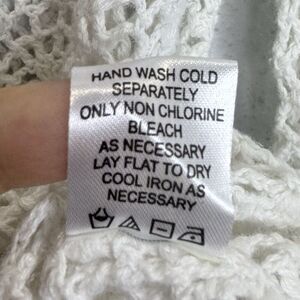 HAND WASH COLD
SEPARATELY
ONLY NON CHLORINE
BLEACH
AS NECESSARY
LAY FLAT TO DRY
COOL IRON AS
NECESSARY